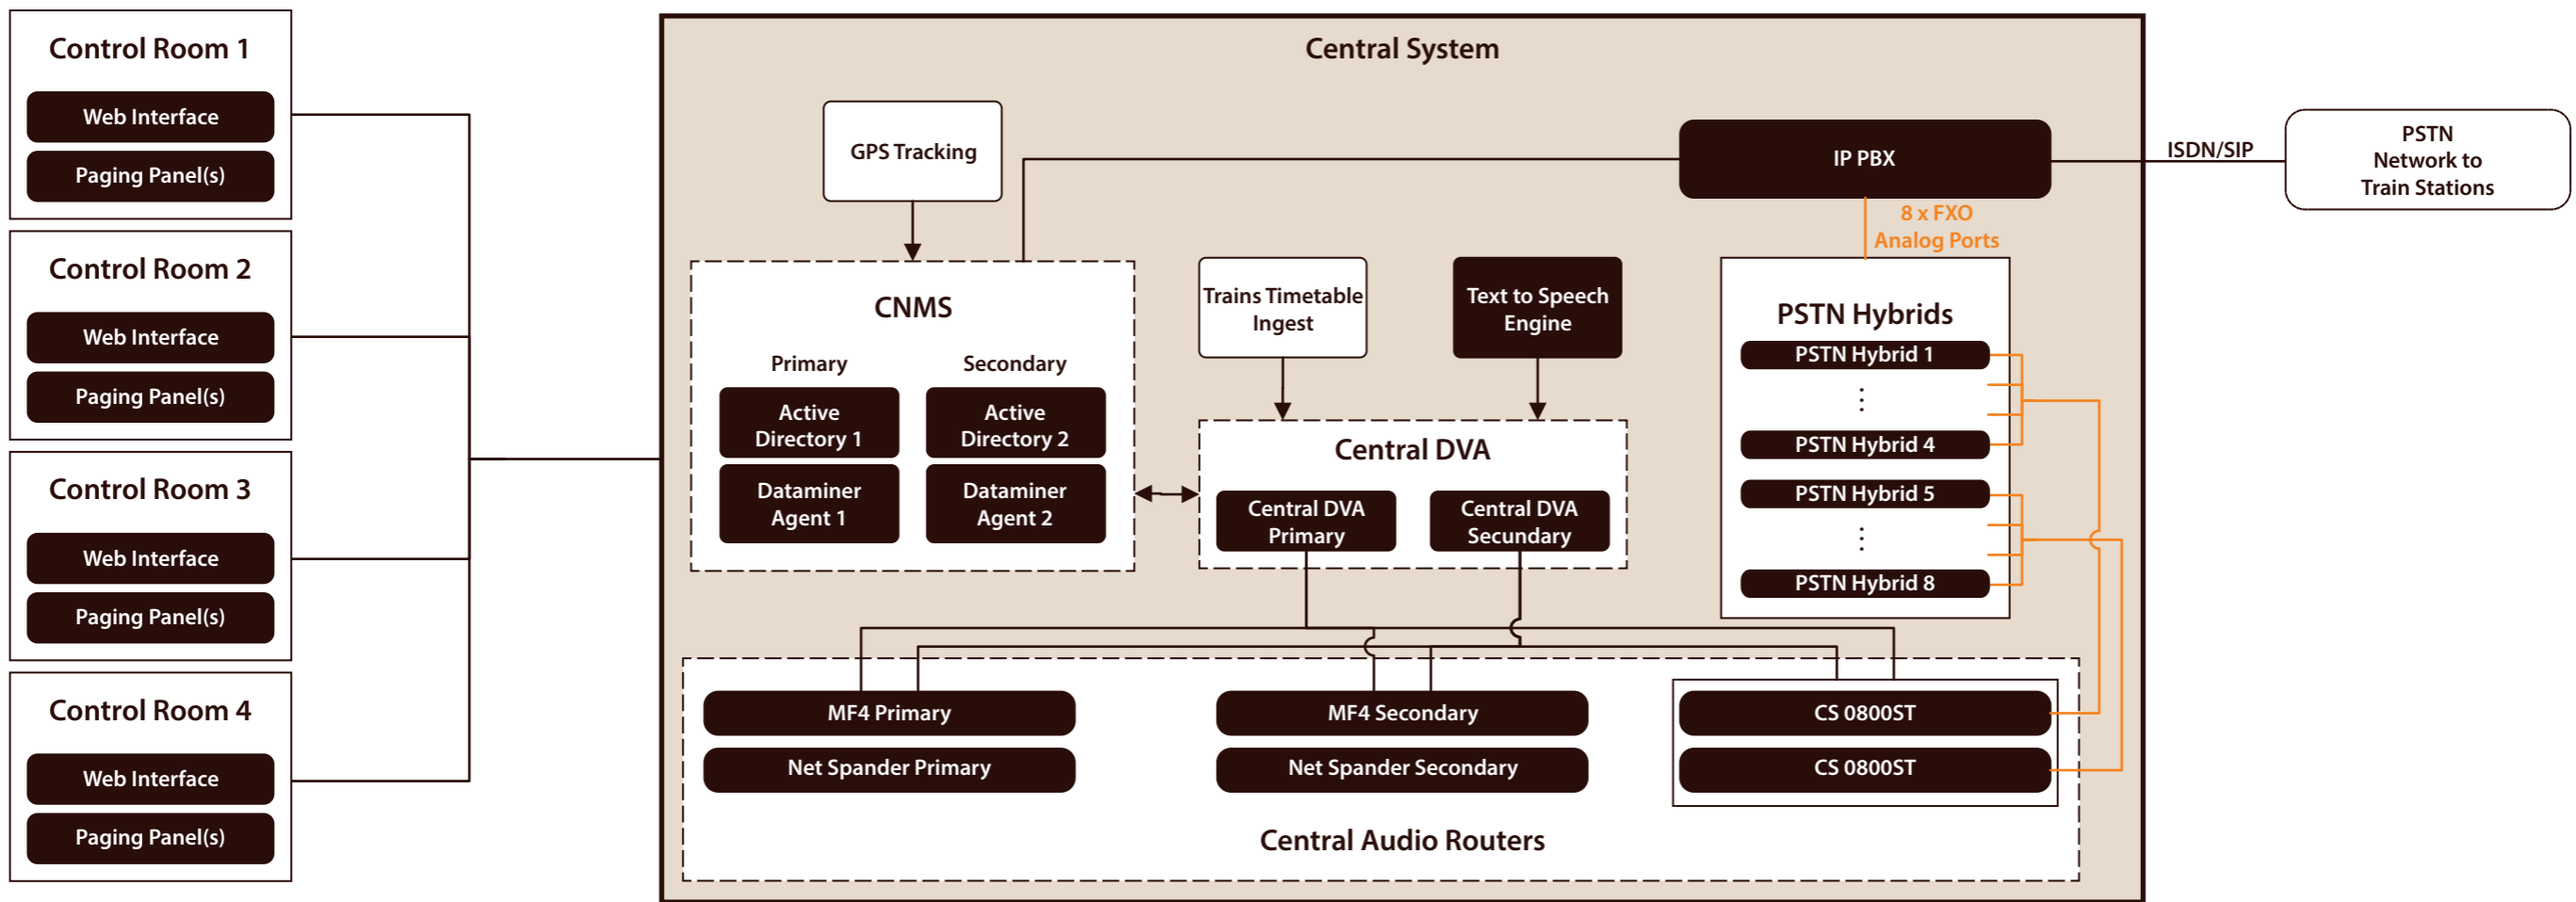 Control Room 1
Web Interface
Paging Panel(s)
Control Room 2
Web Interface
Paging Panel(s)
Control Room 3
Web Interface
Paging Panel(s)
Control Room 4
Web Interface
Paging Panel(s)
Central System
GPS Tracking
IP PBX
ISDN/SIP
PSTN
Network to
Train Stations
8 x FXO
Analog Ports
CNMS
Primary
Secondary
Active
Directory 1
Active
Directory 2
Dataminer
Agent 1
Dataminer
Agent 2
Trains Timetable
Ingest
Text to Speech
Engine
Central DVA
Central DVA
Primary
Central DVA
Secundary
PSTN Hybrids
PSTN Hybrid 1
PSTN Hybrid 4
PSTN Hybrid 5
PSTN Hybrid 8
MF4 Primary
MF4 Secondary
CS 0800ST
Net Spander Primary
Net Spander Secondary
CS 0800ST
Central Audio Routers